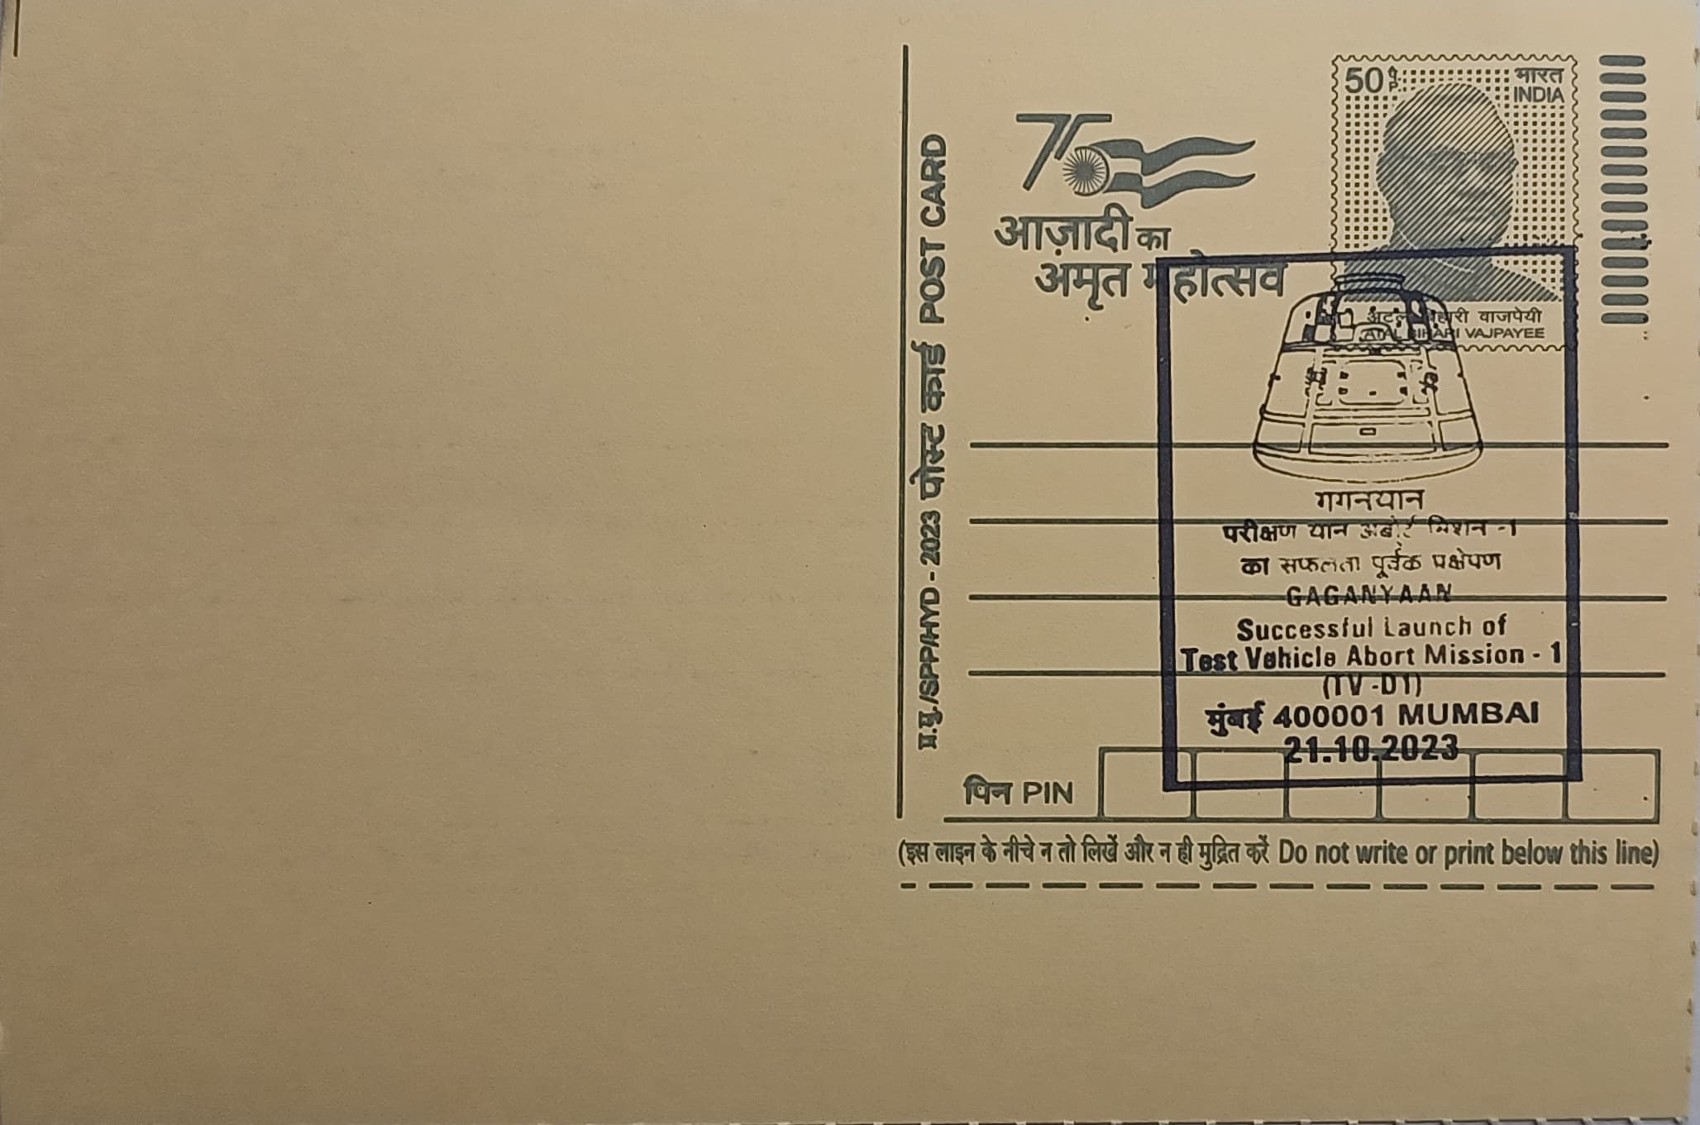 75
आज़ादी का
अमृत महोत्सव
50 P.
भारत
INDIA
अटल बिहारी वाजपेयी
ATAL BIHARI VAJPAYEE
प्र.मु./SPP/HYD - 2023 पोस्ट कार्ड POST CARD
गगनयान
परीक्षण यान अबोर्ट मिशन -1
का सफलता पूर्वक प्रक्षेपण
GAGANYAAN
Successful Launch of
Test Vehicle Abort Mission - 1
(TV -D1)
मुंबई 400001 MUMBAI
21.10.2023
पिन PIN
(इस लाइन के नीचे न तो लिखें और न ही मुद्रित करें Do not write or print below this line)